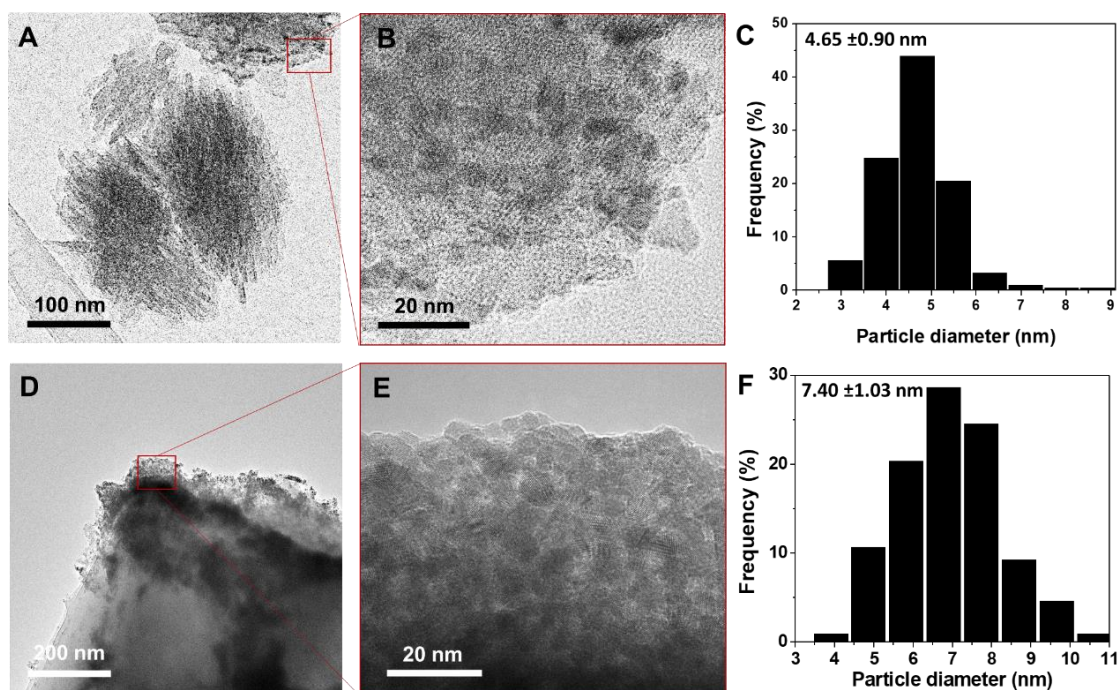 A
100 nm
B
20 nm
C
4.65 ±0.90 nm
50
40
30
20
10
0
Frequency (%)
2 3 4 5 6 7 8 9
Particle diameter (nm)
D
200 nm
E
20 nm
F
7.40 ±1.03 nm
30
20
10
0
Frequency (%)
3 4 5 6 7 8 9 10 11
Particle diameter (nm)